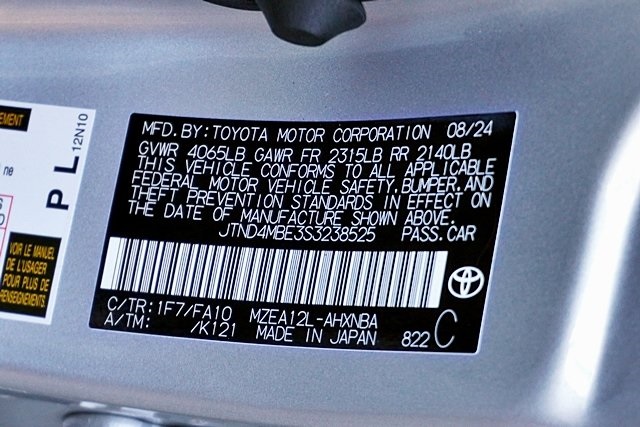 MFD.BY: TOYOTA MOTOR CORPORATION 08/24
GVWR 4065LB GAWR FR 2315LB RR 2140LB
THIS VEHICLE CONFORMS TO ALL APPLICABLE
FEDERAL MOTOR VEHICLE SAFETY,BUMPER,AND
THEFT PREVENTION STANDARDS IN EFFECT ON
THE DATE OF MANUFACTURE SHOWN ABOVE.
JTND4MBE3S3238525 PASS.CAR
C/TR: 1F7/FA10 MZEA12L-AHXNBA
A/TM: /K121 MADE IN JAPAN 822 C
EMENT
ne
P L
12N10
VOIR LE MANUEL
DE L'USAGER
POUR PLUS DE
RENSEIGNEMENTS